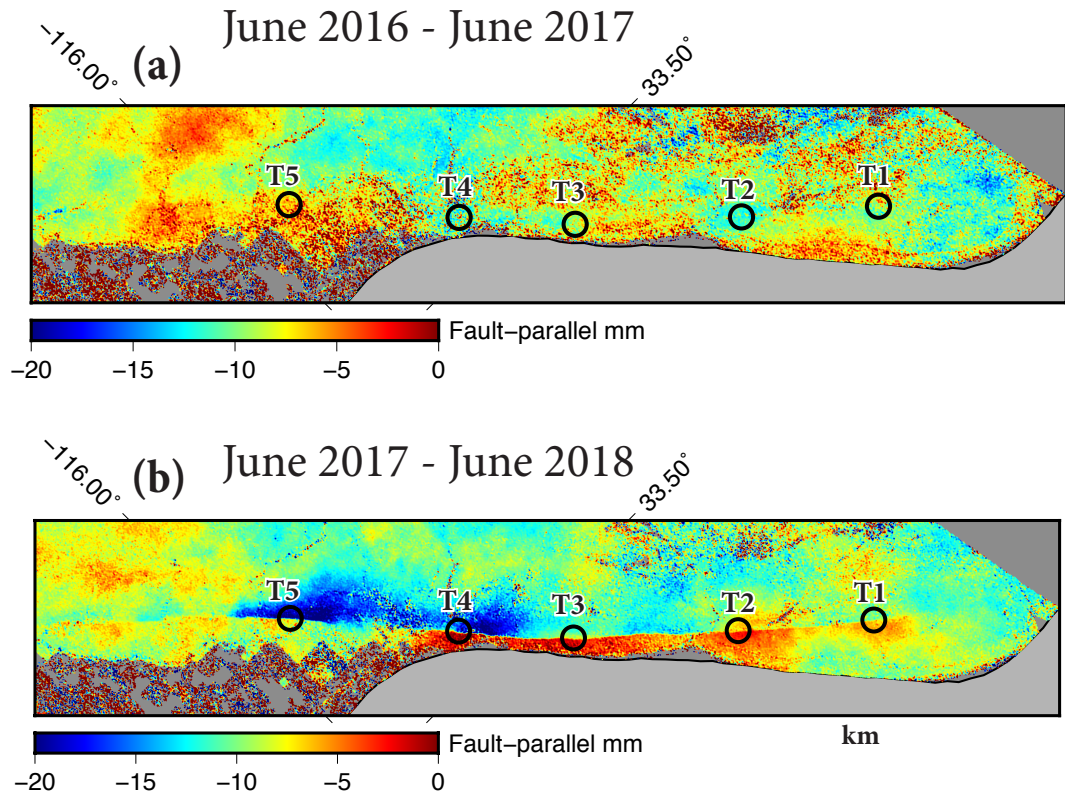 June 2016 - June 2017
(a)
−116.00°
33.50°
T5
T4
T3
T2
T1
Fault−parallel mm
−20
−15
−10
−5
0
June 2017 - June 2018
(b)
−116.00°
33.50°
T5
T4
T3
T2
T1
Fault−parallel mm
km
−20
−15
−10
−5
0